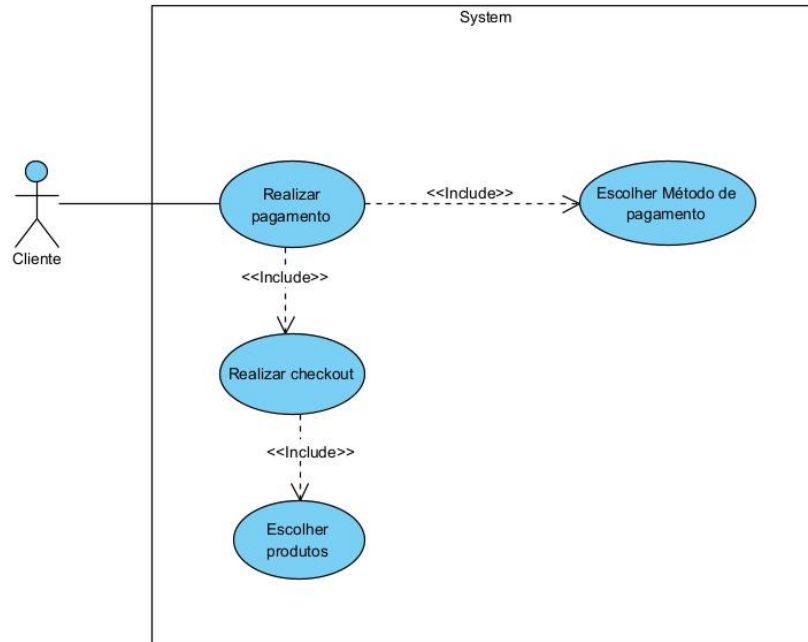 System
Realizar
pagamento
<<Include>>
Escolher Método de
pagamento
Cliente
<<Include>>
Realizar checkout
<<Include>>
Escolher
produtos